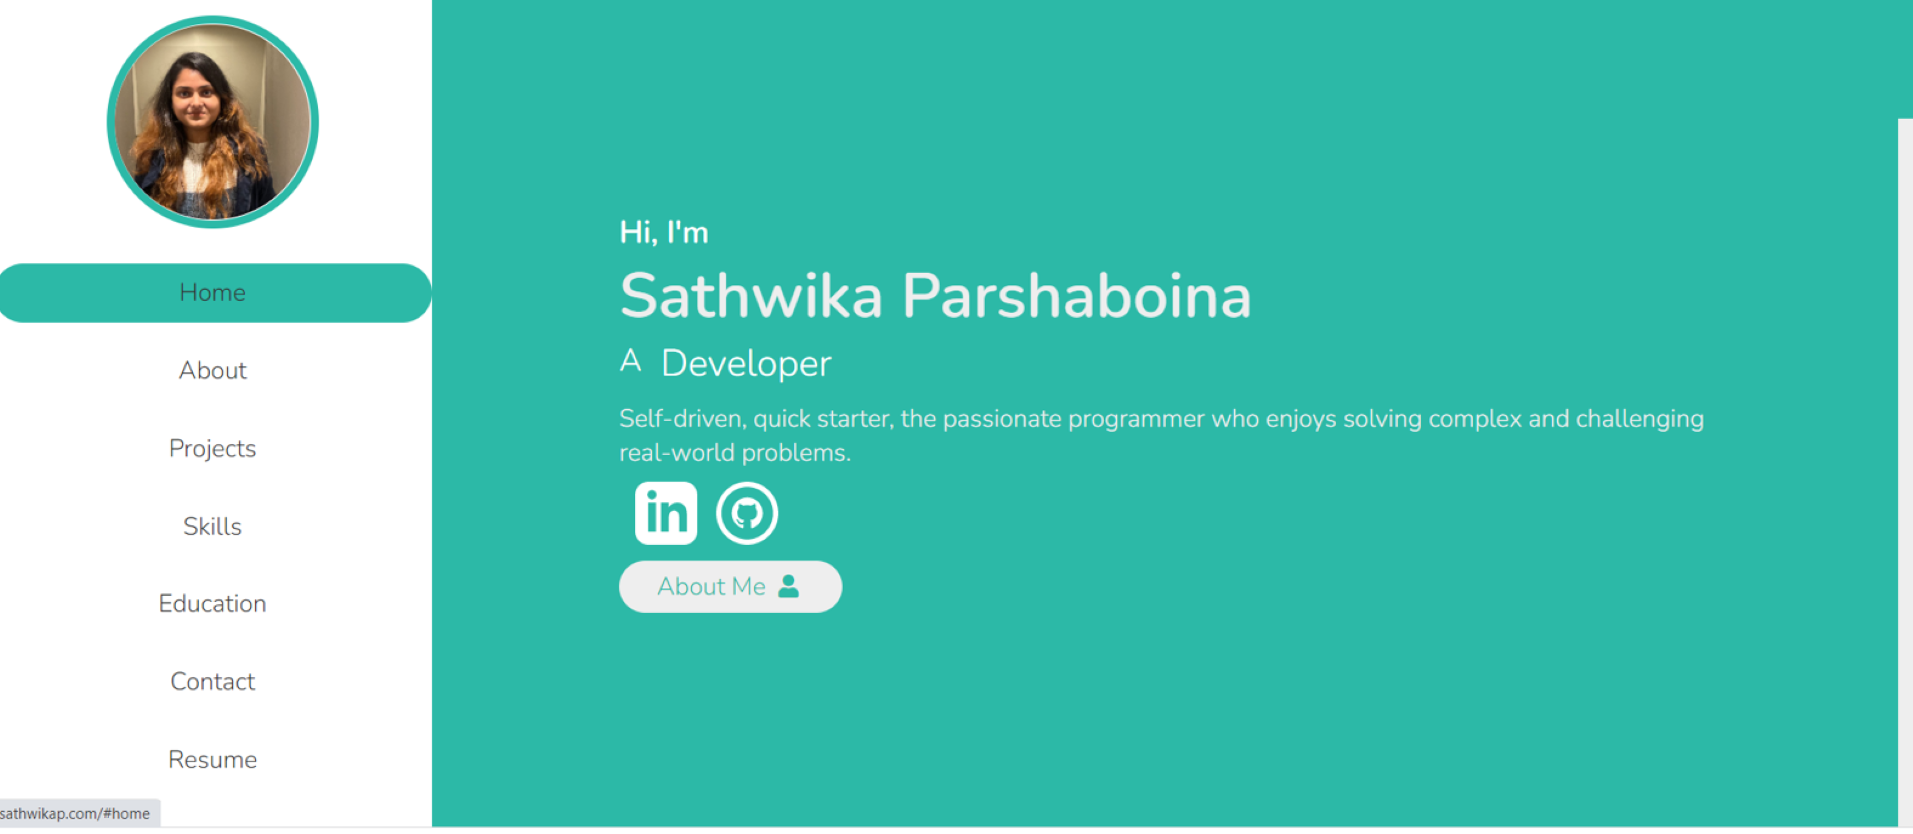 Home
About
Projects
Skills
Education
Contact
Resume
Hi, I'm
Sathwika Parshaboina
A Developer
Self-driven, quick starter, the passionate programmer who enjoys solving complex and challenging
real-world problems.
in
About Me
sathwikap.com/#home